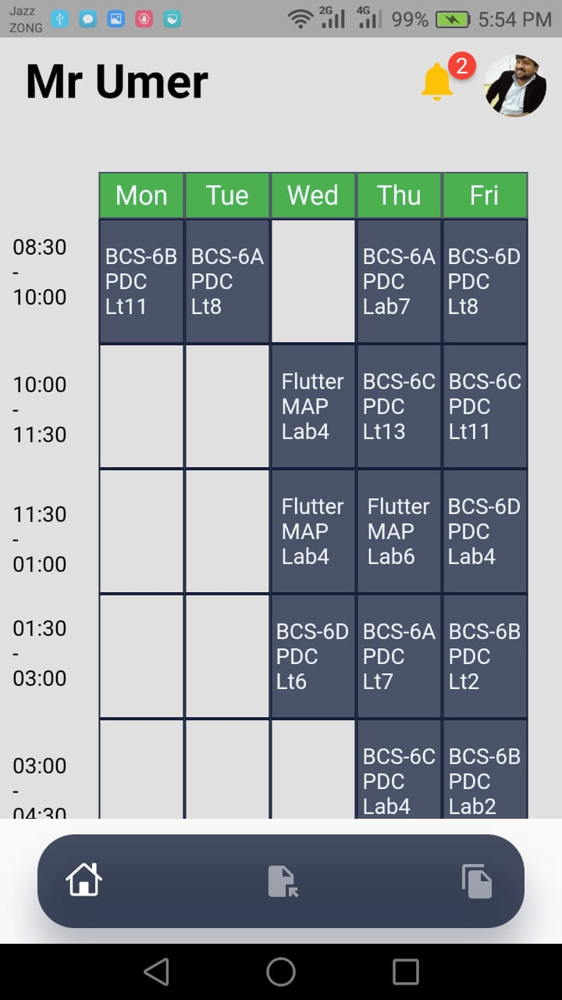 Jazz
ZONG
2G
4G
99%
5:54 PM
Mr Umer
2
Mon Tue Wed Thu Fri
08:30
-
10:00
BCS-6B
PDC
Lt11
BCS-6A
PDC
Lt8
BCS-6A
PDC
Lab7
BCS-6D
PDC
Lt8
10:00
-
11:30
Flutter
MAP
Lab4
BCS-6C
PDC
Lt13
BCS-6C
PDC
Lt11
11:30
-
01:00
Flutter
MAP
Lab4
Flutter
MAP
Lab6
BCS-6D
PDC
Lab4
01:30
-
03:00
BCS-6D
PDC
Lt6
BCS-6A
PDC
Lt7
BCS-6B
PDC
Lt2
03:00
-
04:30
BCS-6C
PDC
Lab4
BCS-6B
PDC
Lab2